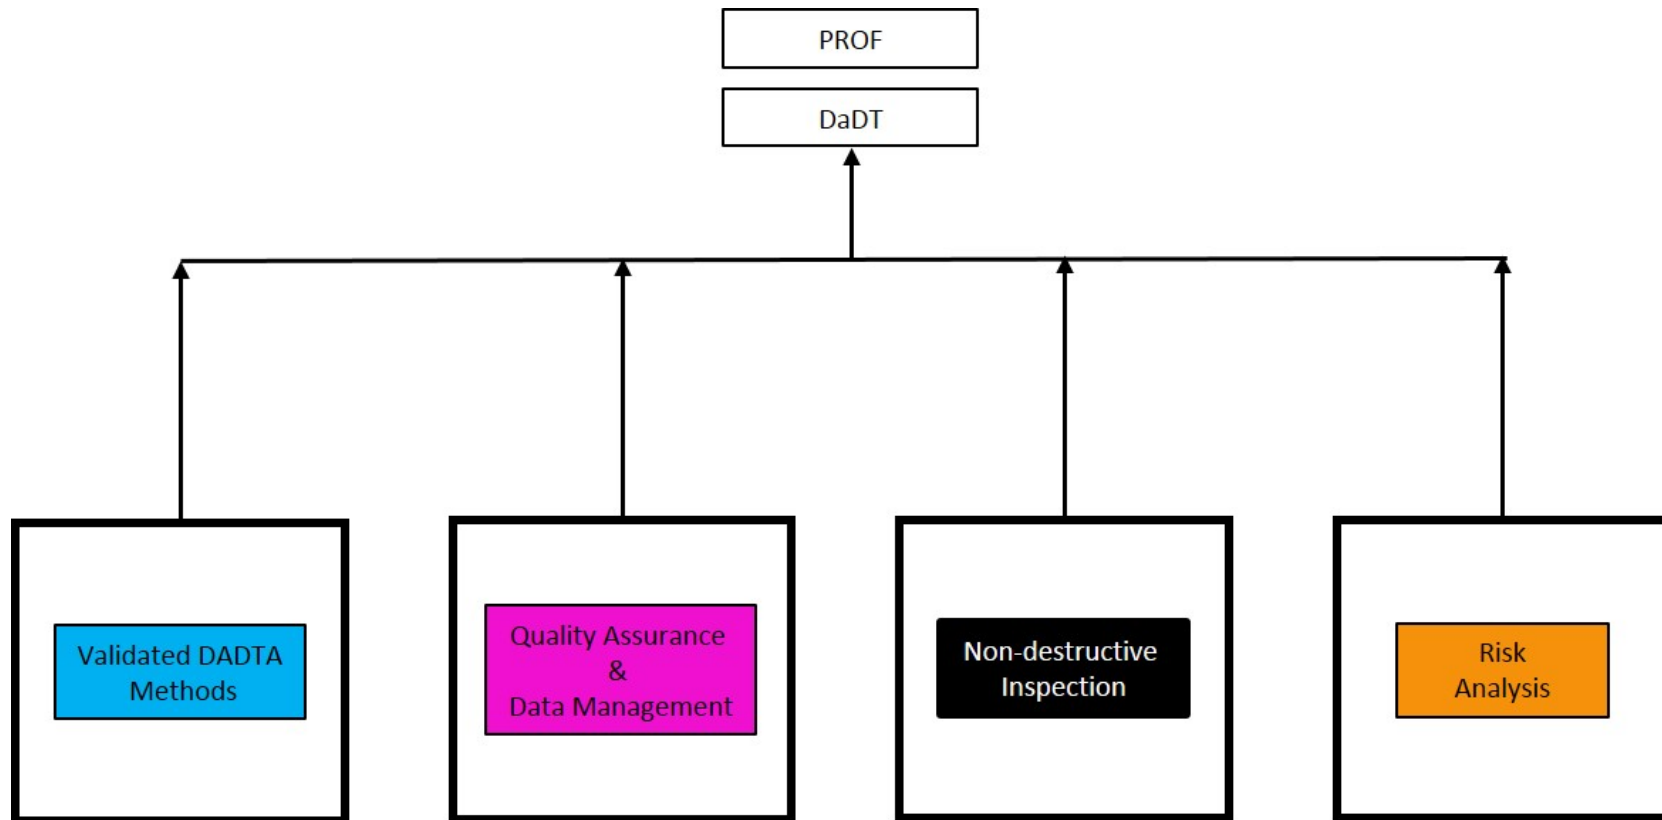 PROF
DaDT
Validated DADTA
Methods
Quality Assurance
&
Data Management
Non-destructive
Inspection
Risk
Analysis